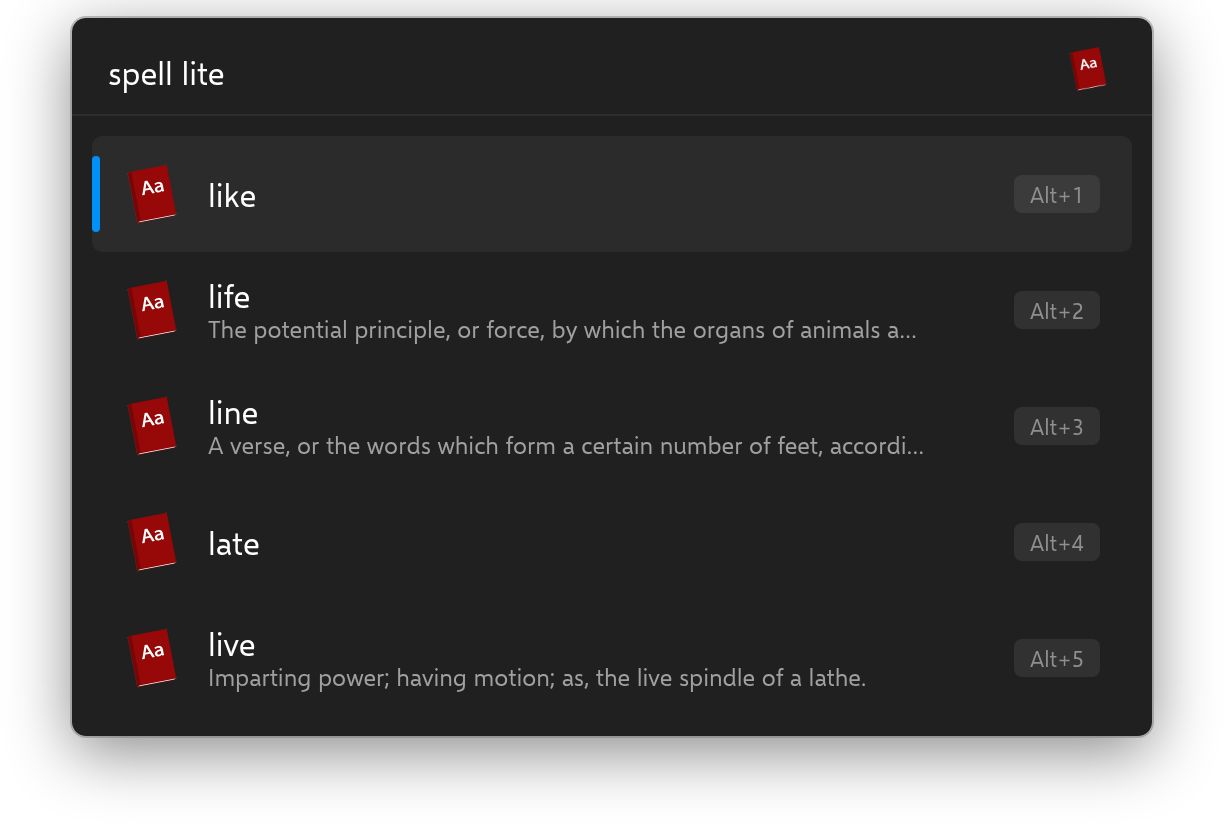 spell lite
Aa
Aa
like
Alt+1
Aa
life
The potential principle, or force, by which the organs of animals a...
Alt+2
Aa
line
A verse, or the words which form a certain number of feet, accordi...
Alt+3
Aa
late
Alt+4
Aa
live
Imparting power; having motion; as, the live spindle of a lathe.
Alt+5